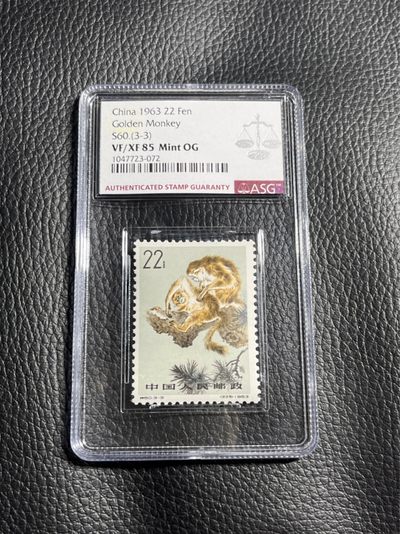 China 1963 22 Fen
Golden Monkey
S60.(3-3)
VF/XF 85 Mint OG
1047723-072
AUTHENTICATED STAMP GUARANTY ASG
22分
中国人民邮政